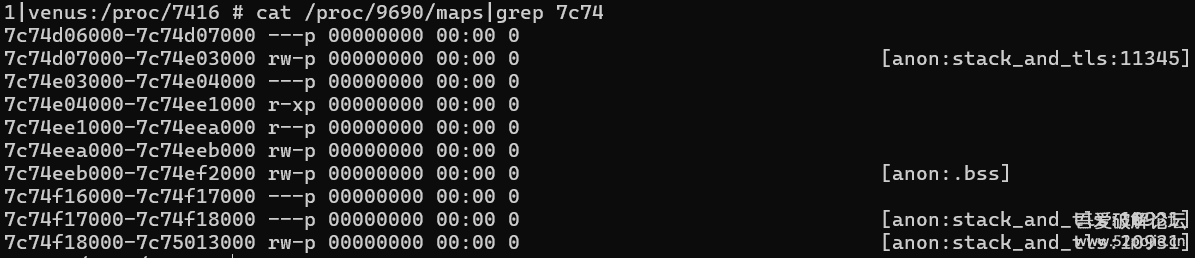 1|venus:/proc/7416 # cat /proc/9690/maps|grep 7c74
7c74d06000-7c74d07000 ---p 00000000 00:00 0
7c74d07000-7c74e03000 rw-p 00000000 00:00 0 [anon:stack_and_tls:11345]
7c74e03000-7c74e04000 ---p 00000000 00:00 0
7c74e04000-7c74ee1000 r-xp 00000000 00:00 0
7c74ee1000-7c74eea000 r--p 00000000 00:00 0
7c74eea000-7c74eeb000 rw-p 00000000 00:00 0
7c74eeb000-7c74ef2000 rw-p 00000000 00:00 0 [anon:.bss]
7c74f16000-7c74f17000 ---p 00000000 00:00 0
7c74f17000-7c74f18000 ---p 00000000 00:00 0 [anon:stack_and_tls:10931]
7c74f18000-7c75013000 rw-p 00000000 00:00 0 [anon:stack_and_tls:10931]
吾爱破解论坛
www.52pojie.cn